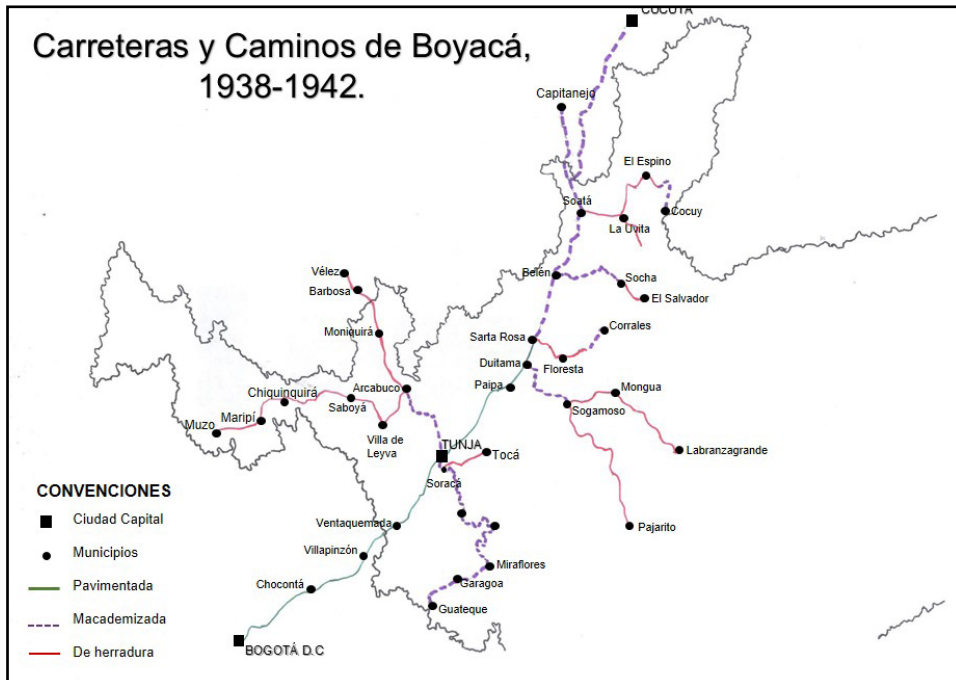 Carreteras y Caminos de Boyacá,
1938-1942.
CÚCUTA
Capitanejo
El Espino
Soatá
Cocuy
La Uvita
Vélez
Belén
Socha
Barbosa
El Salvador
Moniquirá
Sarta Rosa
Corrales
Duitama
Floresta
Chiquinquirá
Arcabuco
Paipa
Mongua
Saboyá
Sogamoso
Maripí
Muzo
Villa de
Leyva
TUNJA
Tocá
Labranzagrande
Soracá
CONVENCIONES
Ciudad Capital
Ventaquemada
Pajarito
Municipios
Villapinzón
Miraflores
Pavimentada
Chocontá
Garagoa
Guateque
Macademizada
De herradura
BOGOTÁ D.C